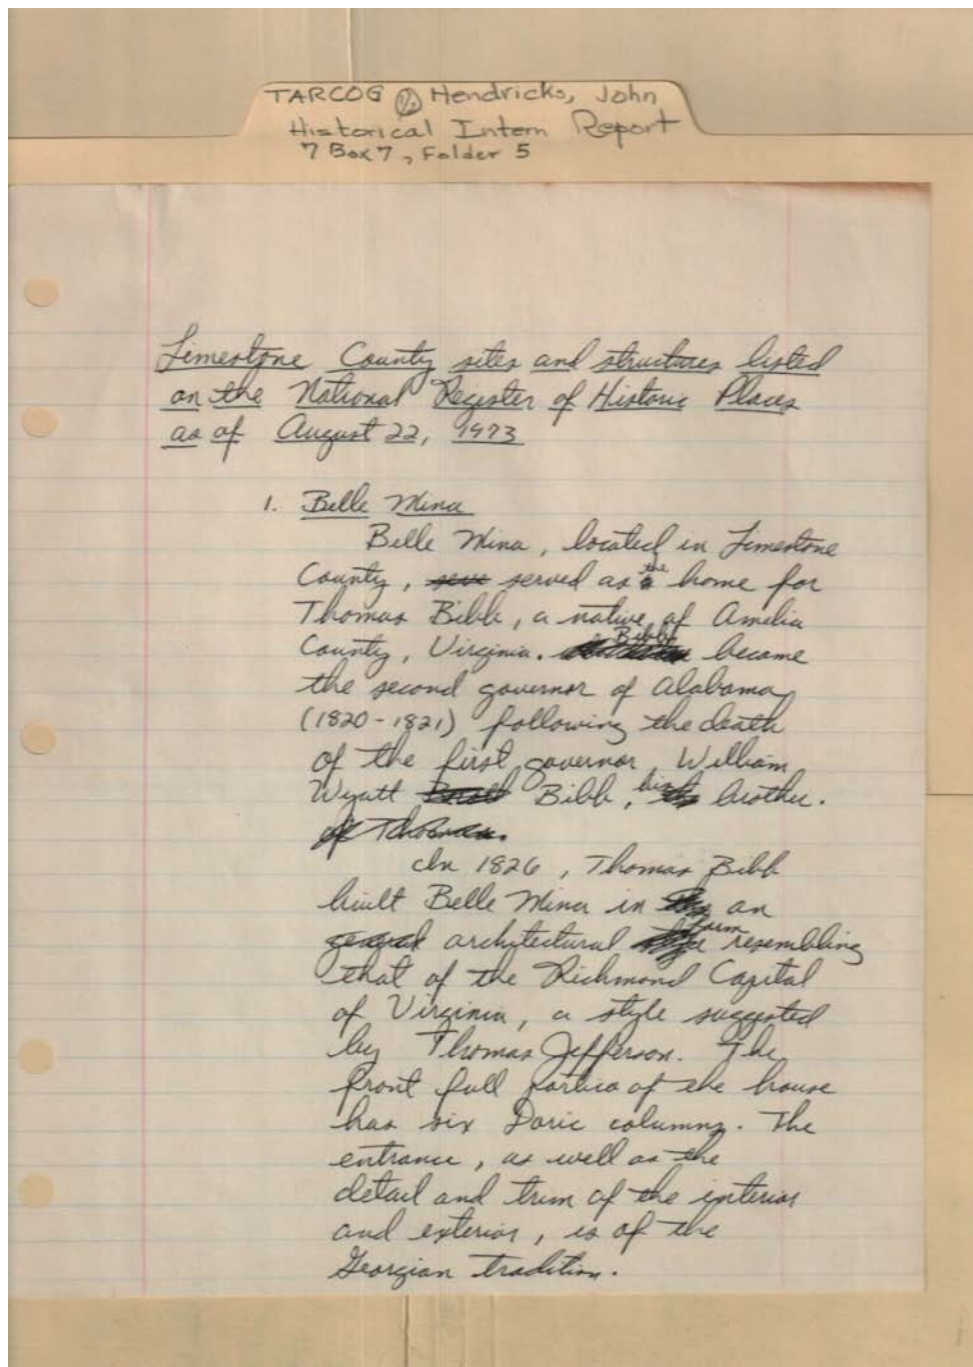 TARCOG 1/2 Hendricks, John
Historical Intern Report
7 Box 7, Folder 5
Limestone County sites and structures listed
on the National Register of Historic Places
as of August 22, 1973
1. Belle Mina
Belle Mina, located in Limestone
County, served as the home for
Thomas Bibb, a native of Amelia
County, Virginia. Bibb became
the second governor of Alabama
(1820-1821) following the death
of the first governor, William
Wyatt Bibb, his brother.
In 1826, Thomas Bibb
built Belle Mina in an
architectural form resembling
that of the Richmond Capital
of Virginia, a style suggested
by Thomas Jefferson. The
front full portico of the house
has six Doric columns. The
entrance, as well as the
detail and trim of the interior
and exterior, is of the
Georgian tradition.